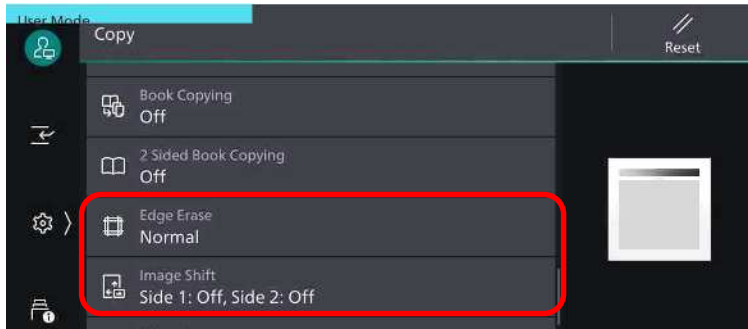 User Mode
Copy
Reset
Book Copying
Off
2 Sided Book Copying
Off
Edge Erase
Normal
Image Shift
Side 1: Off, Side 2: Off